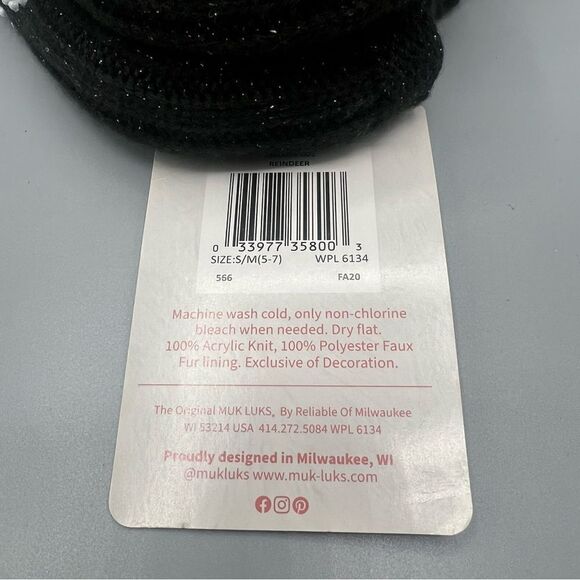 REINDEER
0 33977 35800 3
SIZE:S/M(5-7) WPL 6134
566 FA20
Machine wash cold, only non-chlorine
bleach when needed. Dry flat.
100% Acrylic Knit, 100% Polyester Faux
Fur lining. Exclusive of Decoration.
The Original MUK LUKS, By Reliable Of Milwaukee
WI 53214 USA 414.272.5084 WPL 6134
Proudly designed in Milwaukee, WI
@mukluks www.muk-luks.com